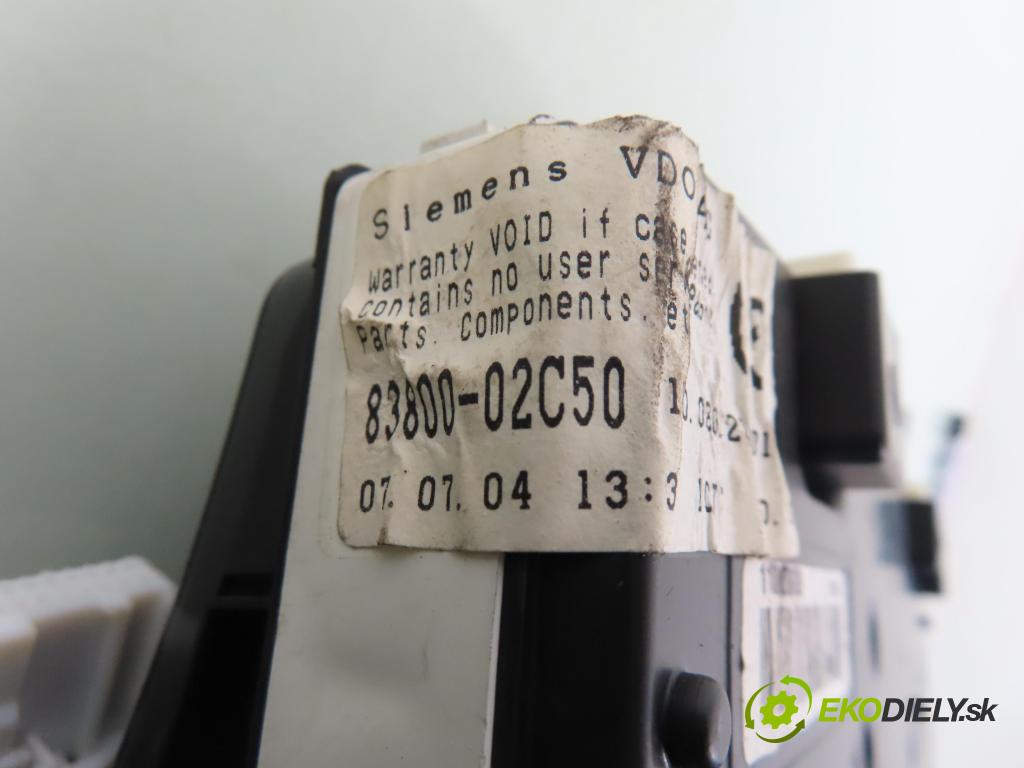 Siemens VDO
Warranty VOID if case
contains no user
Parts. Components. et
83800-02C50
07. 07. 04 13:3
EKODIELY.sk